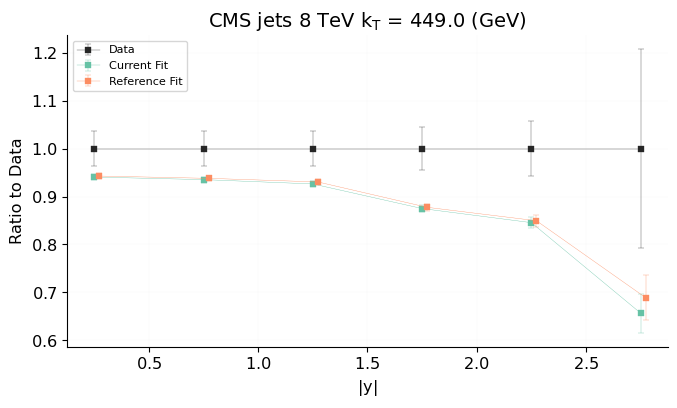 CMS jets 8 TeV k_T = 449.0 (GeV)
Data
Current Fit
Reference Fit
Ratio to Data
1.2
1.1
1.0
0.9
0.8
0.7
0.6
0.5 1.0 1.5 2.0 2.5
|y|